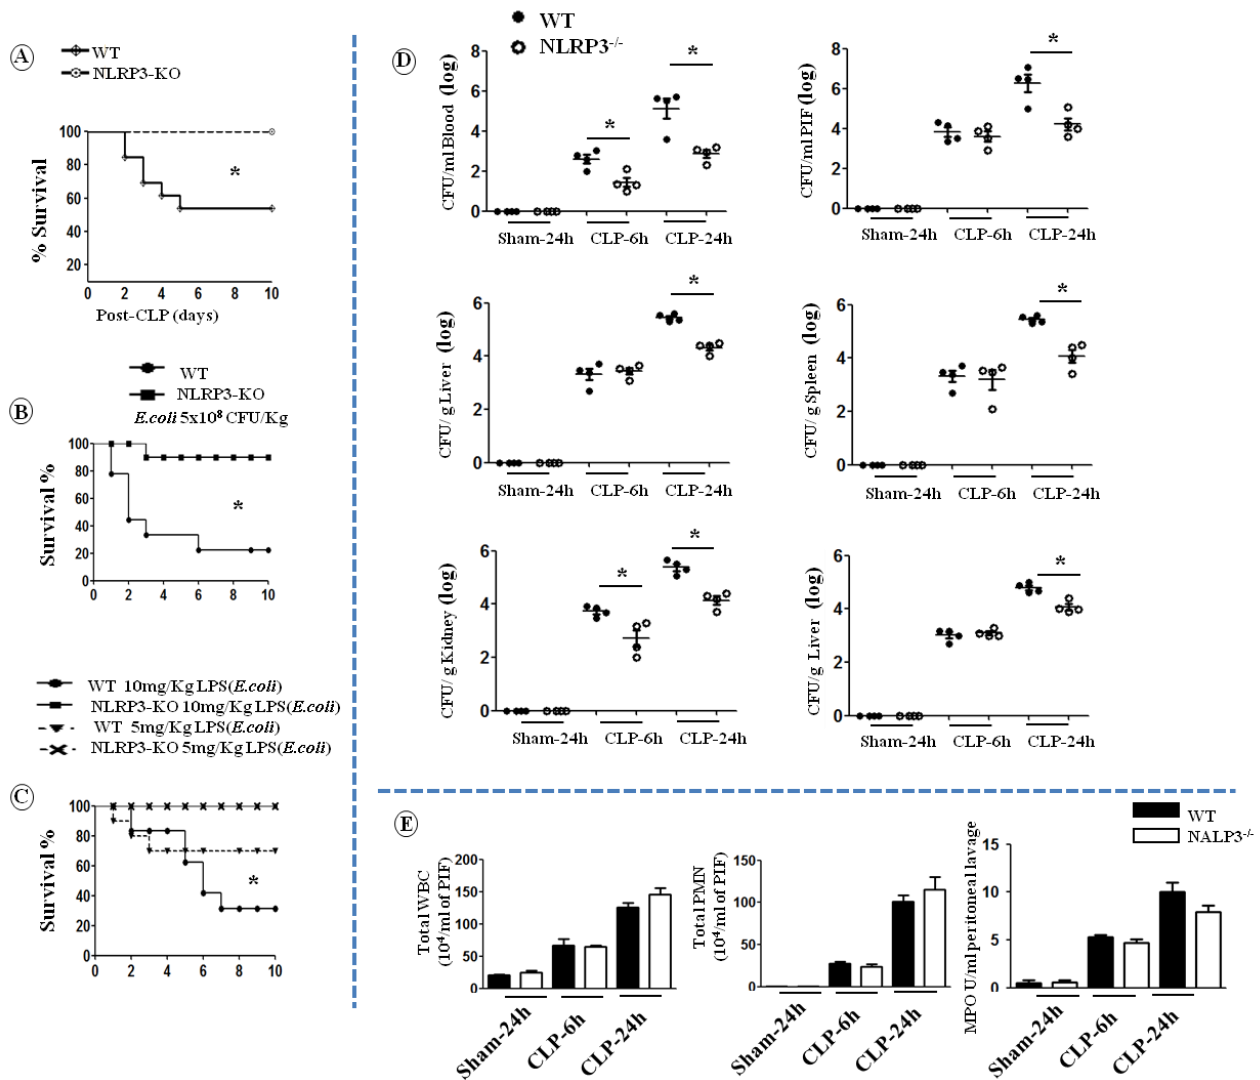 A
WT
NLRP3-KO
% Survival
100
80
60
40
20
*
0 2 4 6 8 10
Post-CLP (days)
B
WT
NLRP3-KO
E.coli 5x10⁸ CFU/Kg
Survival %
100
80
60
40
20
0
*
0 2 4 6 8 10
WT 10mg/Kg LPS(E.coli)
NLRP3-KO 10mg/Kg LPS(E.coli)
WT 5mg/Kg LPS(E.coli)
NLRP3-KO 5mg/Kg LPS(E.coli)
C
Survival %
100
80
60
40
20
0
*
0 2 4 6 8 10
D
WT
NLRP3⁻/⁻
CFU/ml Blood (log)
8
6
4
2
0
* *
Sham-24h CLP-6h CLP-24h
CFU/ml PIF (log)
8
6
4
2
0
*
Sham-24h CLP-6h CLP-24h
CFU/ g Liver (log)
6
4
2
0
*
Sham-24h CLP-6h CLP-24h
CFU/ g Spleen (log)
6
4
2
0
*
Sham-24h CLP-6h CLP-24h
CFU/ g Kidney (log)
6
4
2
0
* *
Sham-24h CLP-6h CLP-24h
CFU/g Liver (log)
6
4
2
0
*
Sham-24h CLP-6h CLP-24h
E
WT
NALP3⁻/⁻
Total WBC
(10⁴/ml of PIF)
200
150
100
50
0
Sham-24h CLP-6h CLP-24h
Total PMN
(10⁴/ml of PIF)
150
100
50
0
Sham-24h CLP-6h CLP-24h
MPO U/ml peritoneal lavage
15
10
5
0
Sham-24h CLP-6h CLP-24h